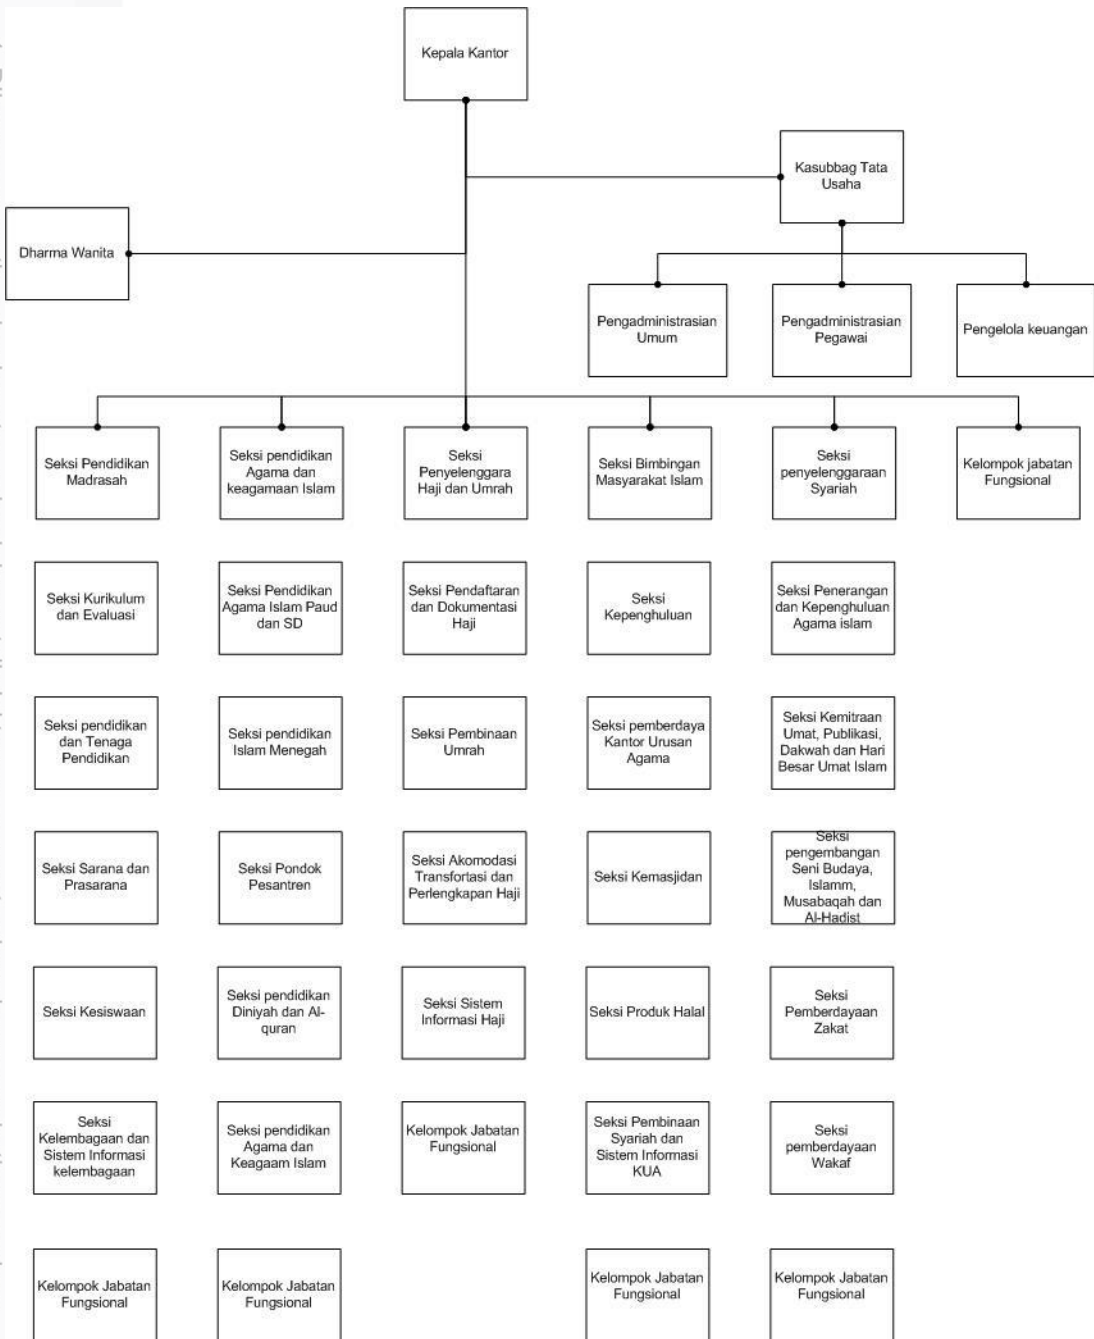 Kepala Kantor
Kasubbag Tata
Usaha
Dharma Wanita
Pengadministrasian
Umum
Pengadministrasian
Pegawai
Pengelola keuangan
Seksi Pendidikan
Madrasah
Seksi pendidikan
Agama dan
keagamaan Islam
Seksi
Penyelenggara
Haji dan Umrah
Seksi Bimbingan
Masyarakat Islam
Seksi
penyelenggaraan
Syariah
Kelompok jabatan
Fungsional
Seksi Kurikulum
dan Evaluasi
Seksi Pendidikan
Agama Islam Paud
dan SD
Seksi Pendaftaran
dan Dokumentasi
Haji
Seksi
Kepenghuluan
Seksi Penerangan
dan Kepenghuluan
Agama islam
Seksi pendidikan
dan Tenaga
Pendidikan
Seksi pendidikan
Islam Menegah
Seksi Pembinaan
Umrah
Seksi pemberdaya
Kantor Urusan
Agama
Seksi Kemitraan
Umat, Publikasi,
Dakwah dan Hari
Besar Umat Islam
Seksi Sarana dan
Prasarana
Seksi Pondok
Pesantren
Seksi Akomodasi
Transfortasi dan
Perlengkapan Haji
Seksi Kemasjidan
Seksi
pengembangan
Seni Budaya,
Islamm,
Musabaqah dan
Al-Hadist
Seksi Kesiswaan
Seksi pendidikan
Diniyah dan Al-
quran
Seksi Sistem
Informasi Haji
Seksi Produk Halal
Seksi
Pemberdayaan
Zakat
Seksi
Kelembagaan dan
Sistem Informasi
kelembagaan
Seksi pendidikan
Agama dan
Keagaam Islam
Kelompok Jabatan
Fungsional
Seksi Pembinaan
Syariah dan
Sistem Informasi
KUA
Seksi
pemberdayaan
Wakaf
Kelompok Jabatan
Fungsional
Kelompok Jabatan
Fungsional
Kelompok Jabatan
Fungsional
Kelompok Jabatan
Fungsional